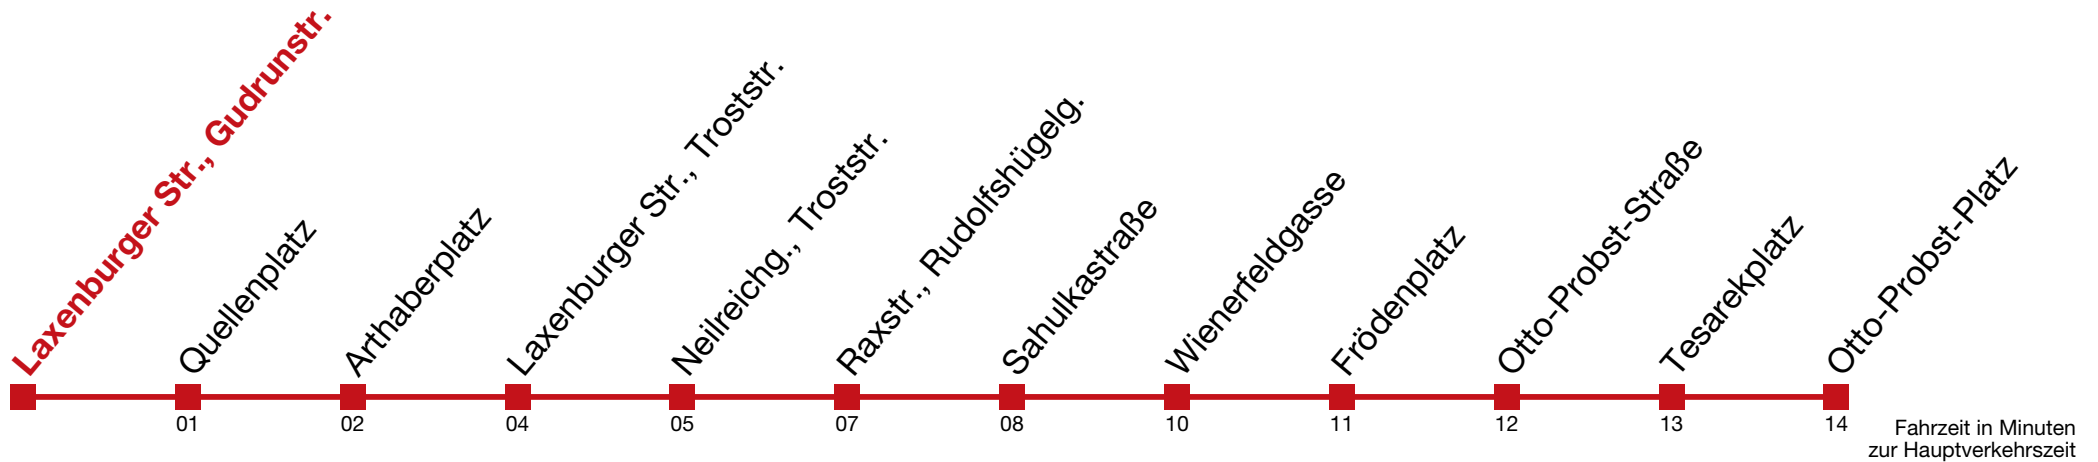 Laxenburger Str., Gudrunstr.
Quellenplatz
Arthaberplatz
Laxenburger Str., Troststr.
Neilreichg., Troststr.
Raxstr., Rudolfshügelg.
Sahulkastraße
Wienerfeldgasse
Frödenplatz
Otto-Probst-Straße
Tesarekplatz
Otto-Probst-Platz
01 02 04 05 07 08 10 11 12 13 14
Fahrzeit in Minuten
zur Hauptverkehrszeit